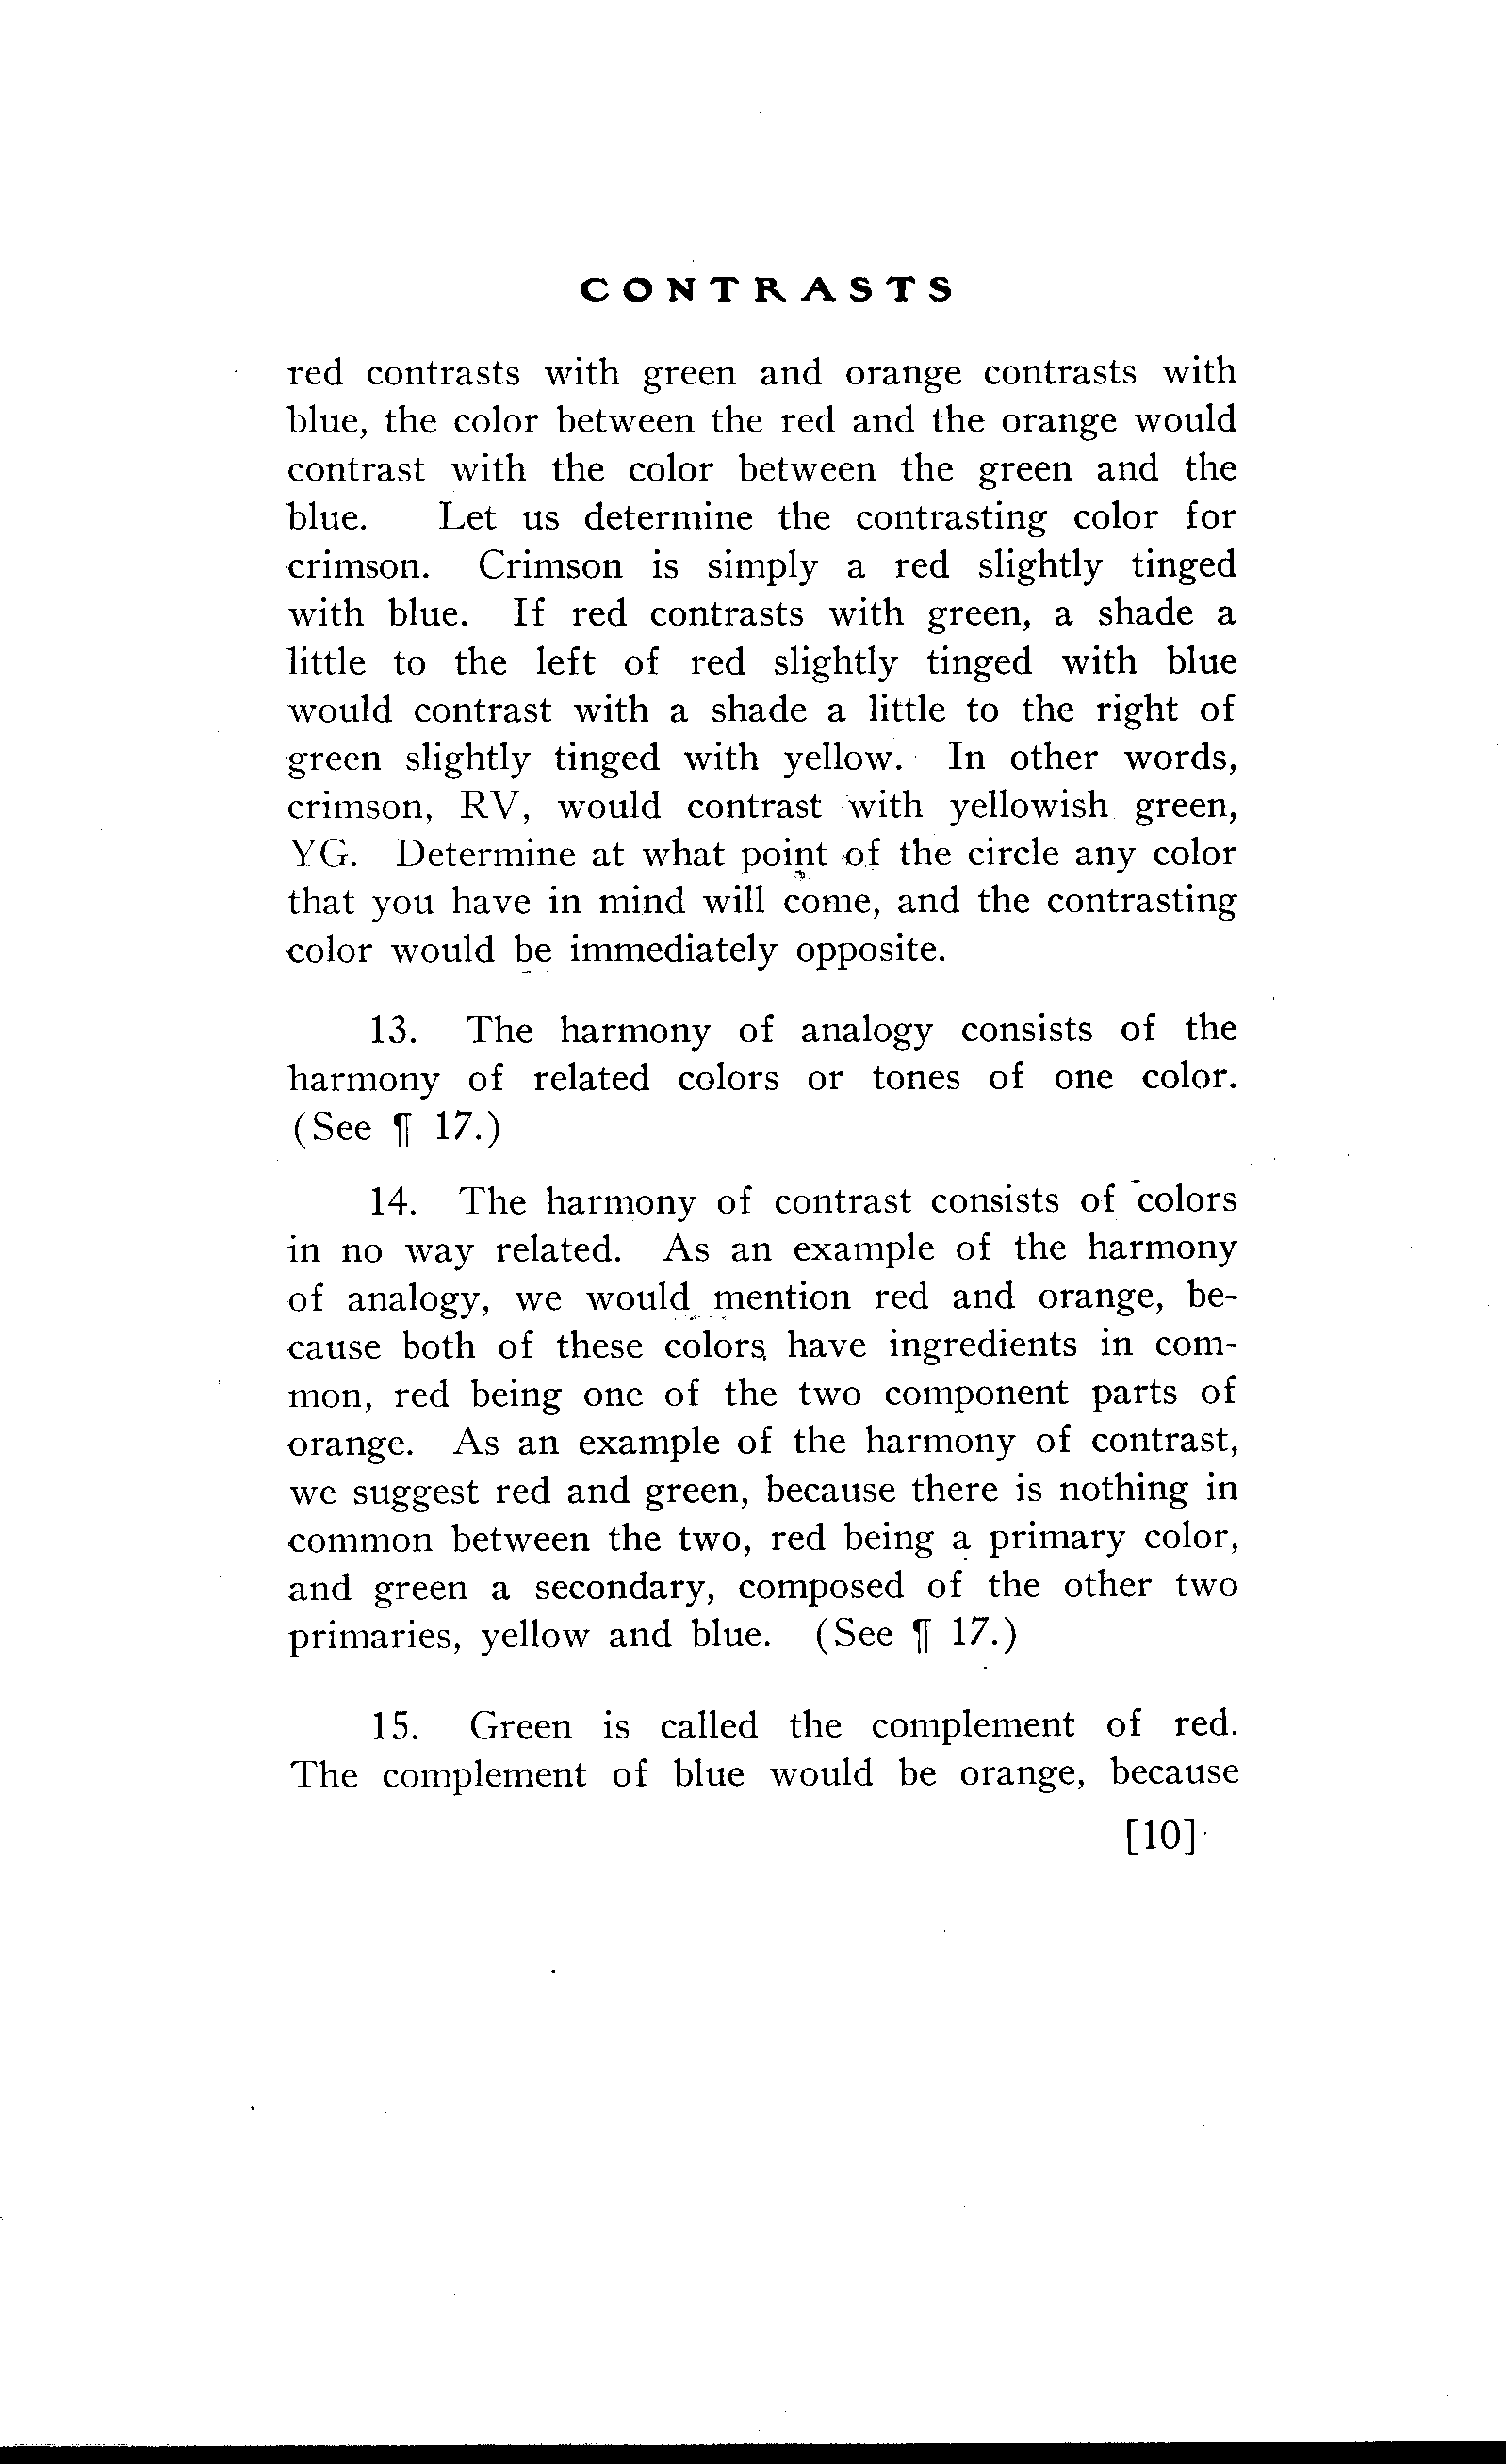 CONTRASTS
red contrasts with green and orange contrasts with
blue, the color between the red and the orange would
contrast with the color between the green and the
blue. Let us determine the contrasting color for
crimson. Crimson is simply a red slightly tinged
with blue. If red contrasts with green, a shade a
little to the left of red slightly tinged with blue
would contrast with a shade a little to the right of
green slightly tinged with yellow. In other words,
crimson, RV, would contrast with yellowish green,
YG. Determine at what point of the circle any color
that you have in mind will come, and the contrasting
color would be immediately opposite.
13. The harmony of analogy consists of the
harmony of related colors or tones of one color.
(See ¶ 17.)
14. The harmony of contrast consists of colors
in no way related. As an example of the harmony
of analogy, we would mention red and orange, be-
cause both of these colors have ingredients in com-
mon, red being one of the two component parts of
orange. As an example of the harmony of contrast,
we suggest red and green, because there is nothing in
common between the two, red being a primary color,
and green a secondary, composed of the other two
primaries, yellow and blue. (See ¶ 17.)
15. Green is called the complement of red.
The complement of blue would be orange, because
[10]